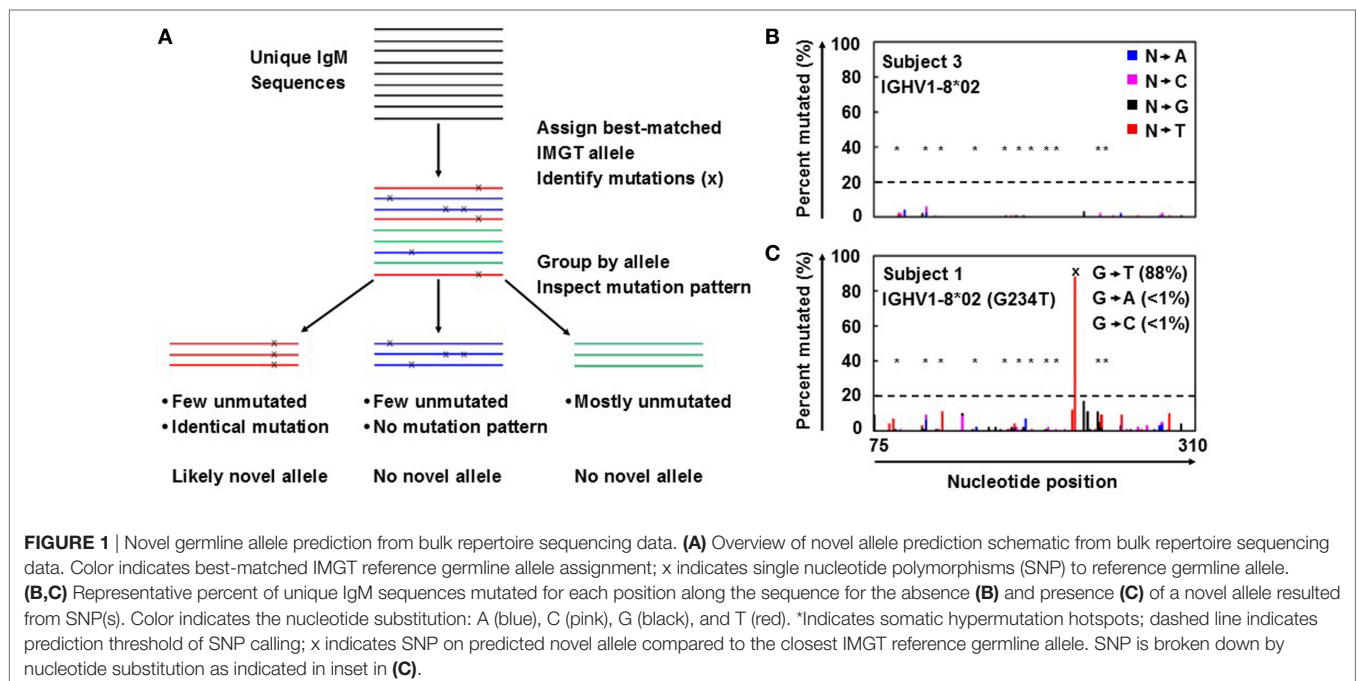 A
Unique IgM
Sequences
Assign best-matched
IMGT allele
Identify mutations (x)
x
x
x x
x
x
x
Group by allele
Inspect mutation pattern
x
x
x
x
x x
x
• Few unmutated
• Identical mutation
Likely novel allele
• Few unmutated
• No mutation pattern
No novel allele
• Mostly unmutated
No novel allele
B
Percent mutated (%)
100
80
60
40
20
0
Subject 3
IGHV1-8*02
N→A
N→C
N→G
N→T
* * * * * * * * * * *
C
Percent mutated (%)
100
80
60
40
20
0
Subject 1
IGHV1-8*02 (G234T)
x
G→T (88%)
G→A (<1%)
G→C (<1%)
* * * * * * * * * * *
75 310
Nucleotide position
FIGURE 1 | Novel germline allele prediction from bulk repertoire sequencing data. (A) Overview of novel allele prediction schematic from bulk repertoire sequencing
data. Color indicates best-matched IMGT reference germline allele assignment; x indicates single nucleotide polymorphisms (SNP) to reference germline allele.
(B,C) Representative percent of unique IgM sequences mutated for each position along the sequence for the absence (B) and presence (C) of a novel allele resulted
from SNP(s). Color indicates the nucleotide substitution: A (blue), C (pink), G (black), and T (red). *Indicates somatic hypermutation hotspots; dashed line indicates
prediction threshold of SNP calling; x indicates SNP on predicted novel allele compared to the closest IMGT reference germline allele. SNP is broken down by
nucleotide substitution as indicated in inset in (C).